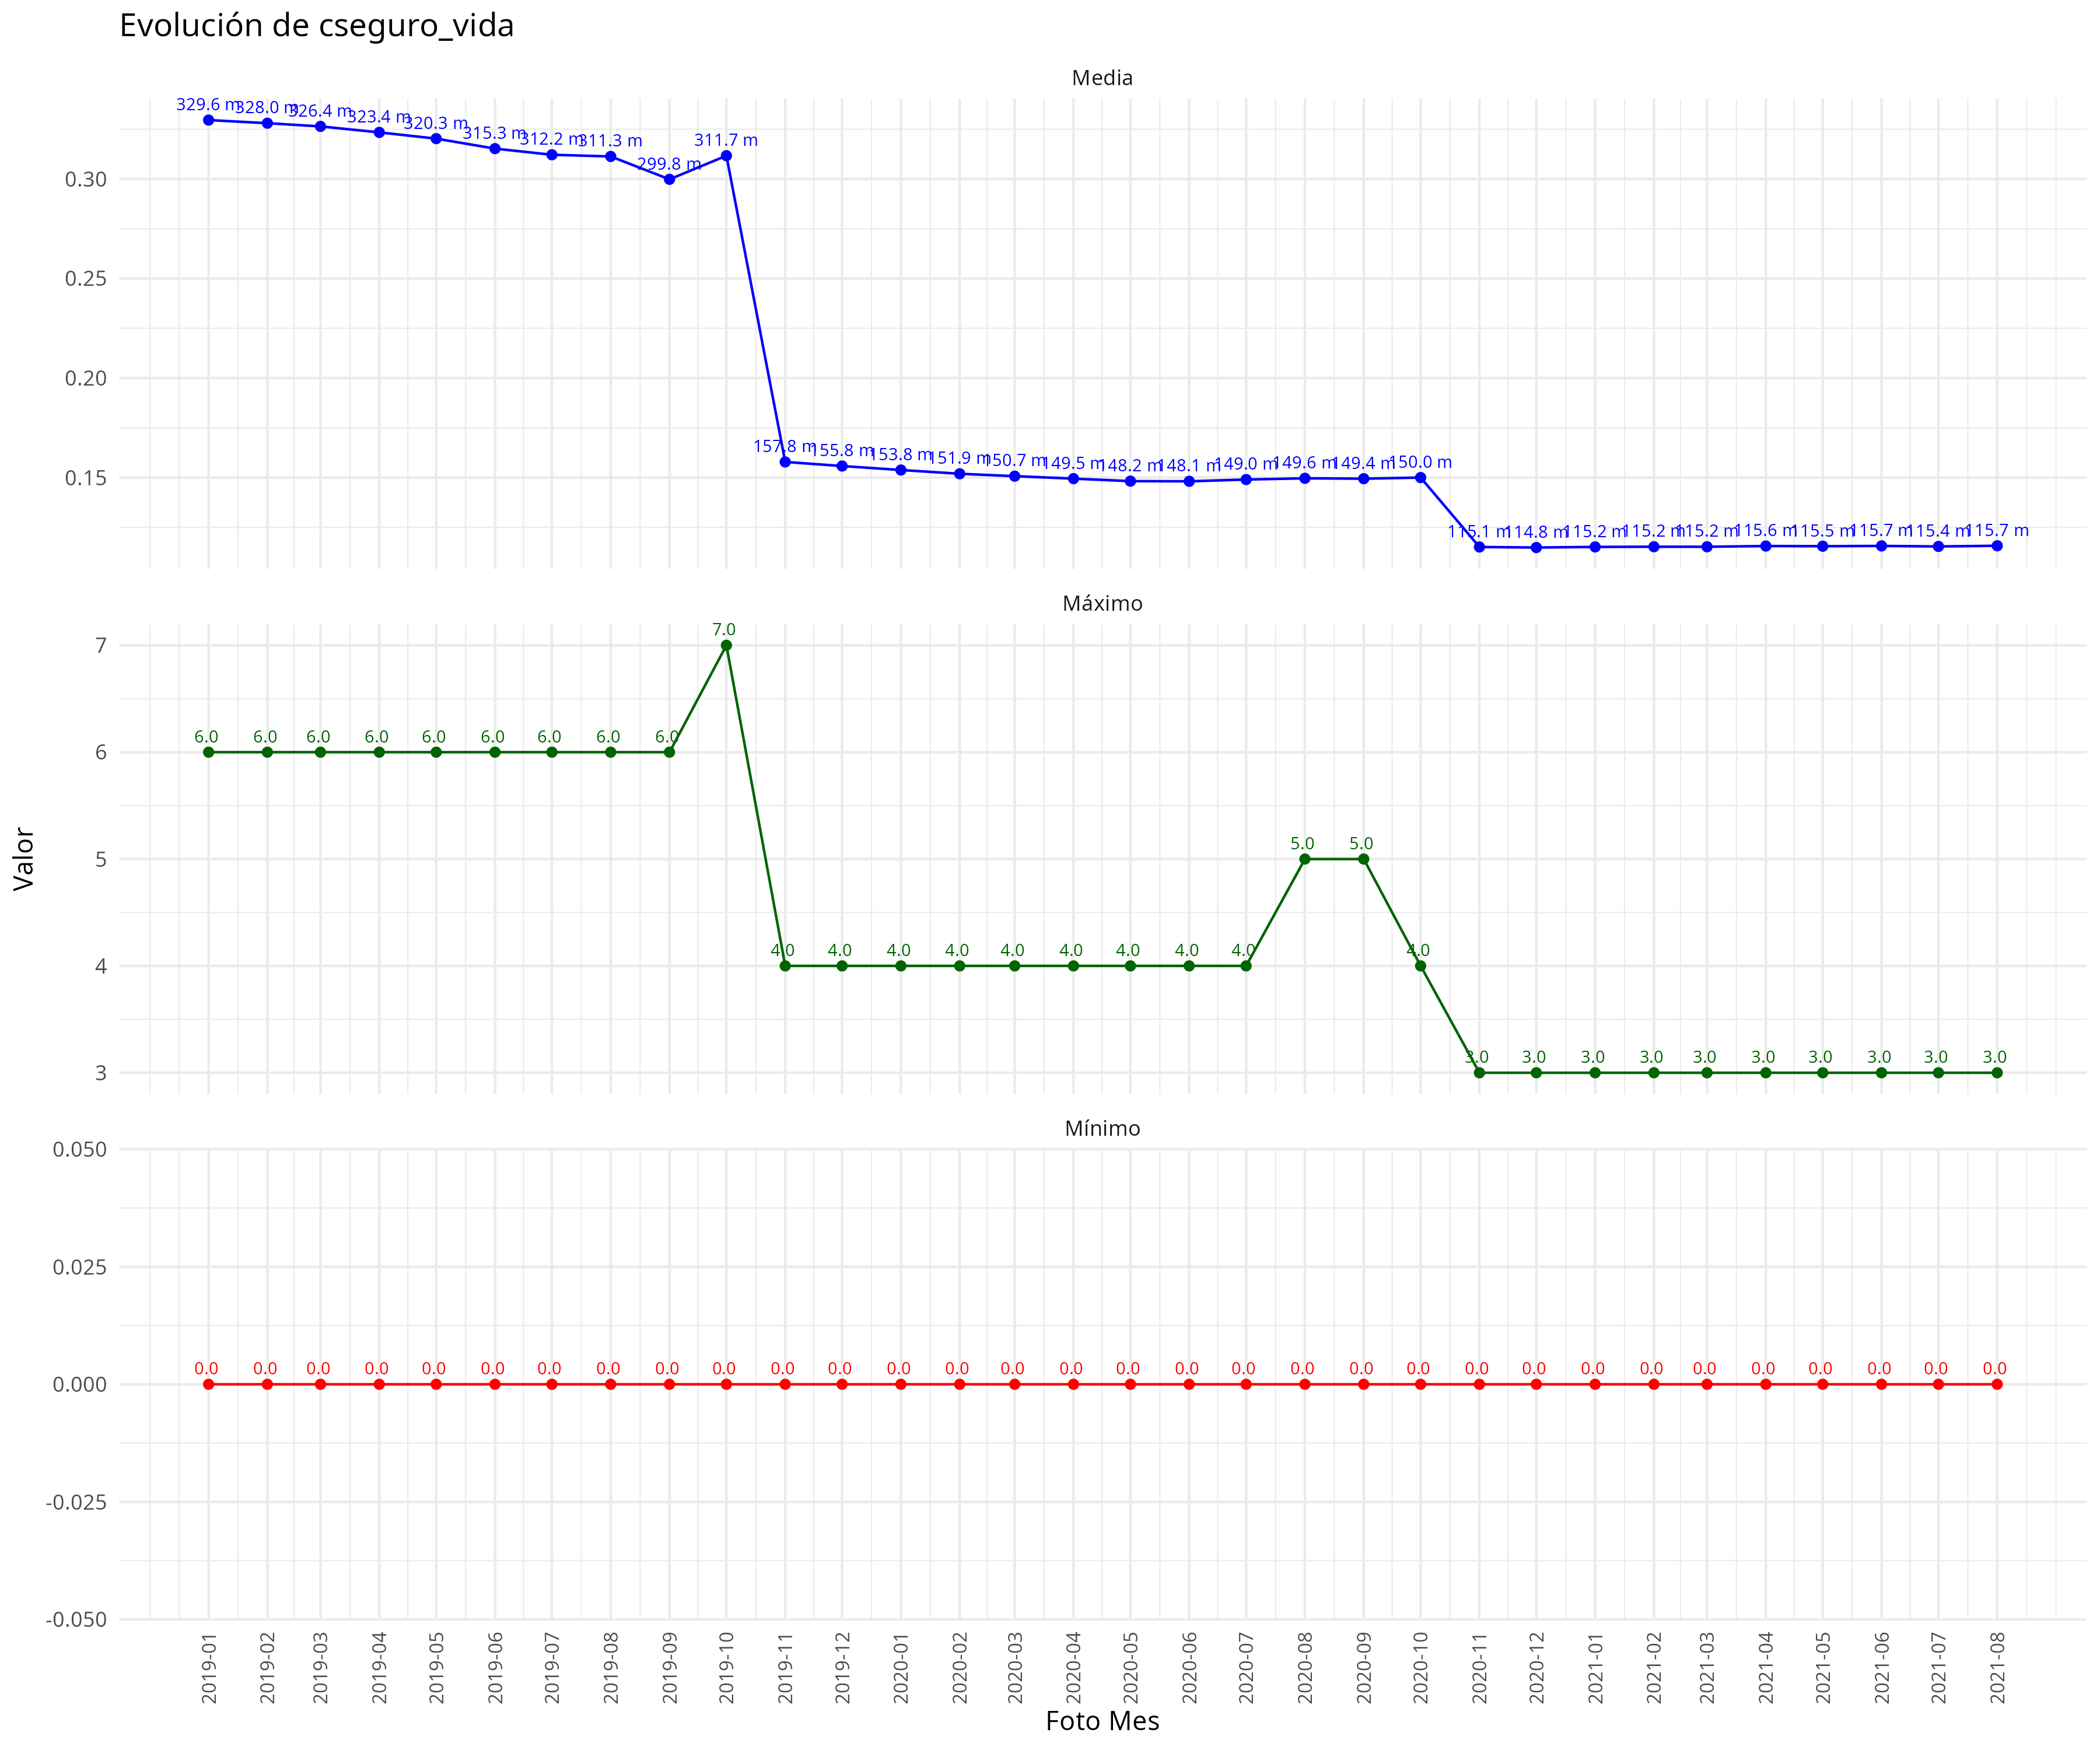 Evolución de cseguro_vida
Media
329.6 m 328.0 m 326.4 m 323.4 m 320.3 m 315.3 m 312.2 m 311.3 m 299.8 m 311.7 m 157.8 m 155.8 m 153.8 m 151.9 m 150.7 m 149.5 m 148.2 m 148.1 m 149.0 m 149.6 m 149.4 m 150.0 m 115.1 m 114.8 m 115.2 m 115.2 m 115.2 m 115.6 m 115.5 m 115.7 m 115.4 m 115.7 m
0.30
0.25
0.20
0.15
Máximo
6.0 6.0 6.0 6.0 6.0 6.0 6.0 6.0 6.0 7.0 4.0 4.0 4.0 4.0 4.0 4.0 4.0 4.0 4.0 5.0 5.0 4.0 3.0 3.0 3.0 3.0 3.0 3.0 3.0 3.0 3.0 3.0
7
6
5
4
3
Valor
Mínimo
0.050
0.025
0.0 0.0 0.0 0.0 0.0 0.0 0.0 0.0 0.0 0.0 0.0 0.0 0.0 0.0 0.0 0.0 0.0 0.0 0.0 0.0 0.0 0.0 0.0 0.0 0.0 0.0 0.0 0.0 0.0 0.0 0.0 0.0
0.000
-0.025
-0.050
2019-01 2019-02 2019-03 2019-04 2019-05 2019-06 2019-07 2019-08 2019-09 2019-10 2019-11 2019-12 2020-01 2020-02 2020-03 2020-04 2020-05 2020-06 2020-07 2020-08 2020-09 2020-10 2020-11 2020-12 2021-01 2021-02 2021-03 2021-04 2021-05 2021-06 2021-07 2021-08
Foto Mes